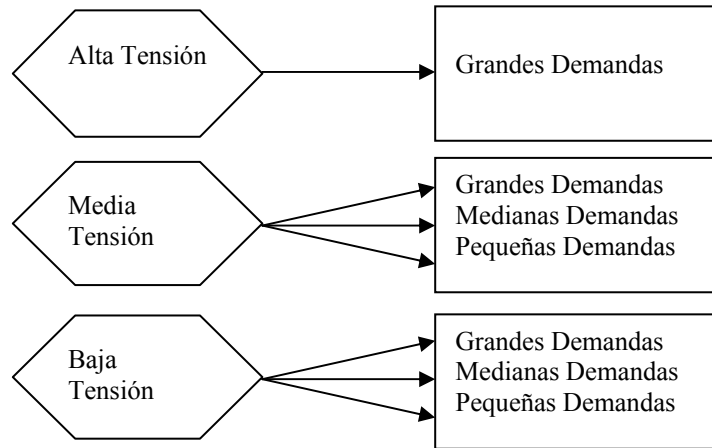 Alta Tensión
Grandes Demandas
Media
Tensión
Grandes Demandas
Medianas Demandas
Pequeñas Demandas
Baja
Tensión
Grandes Demandas
Medianas Demandas
Pequeñas Demandas